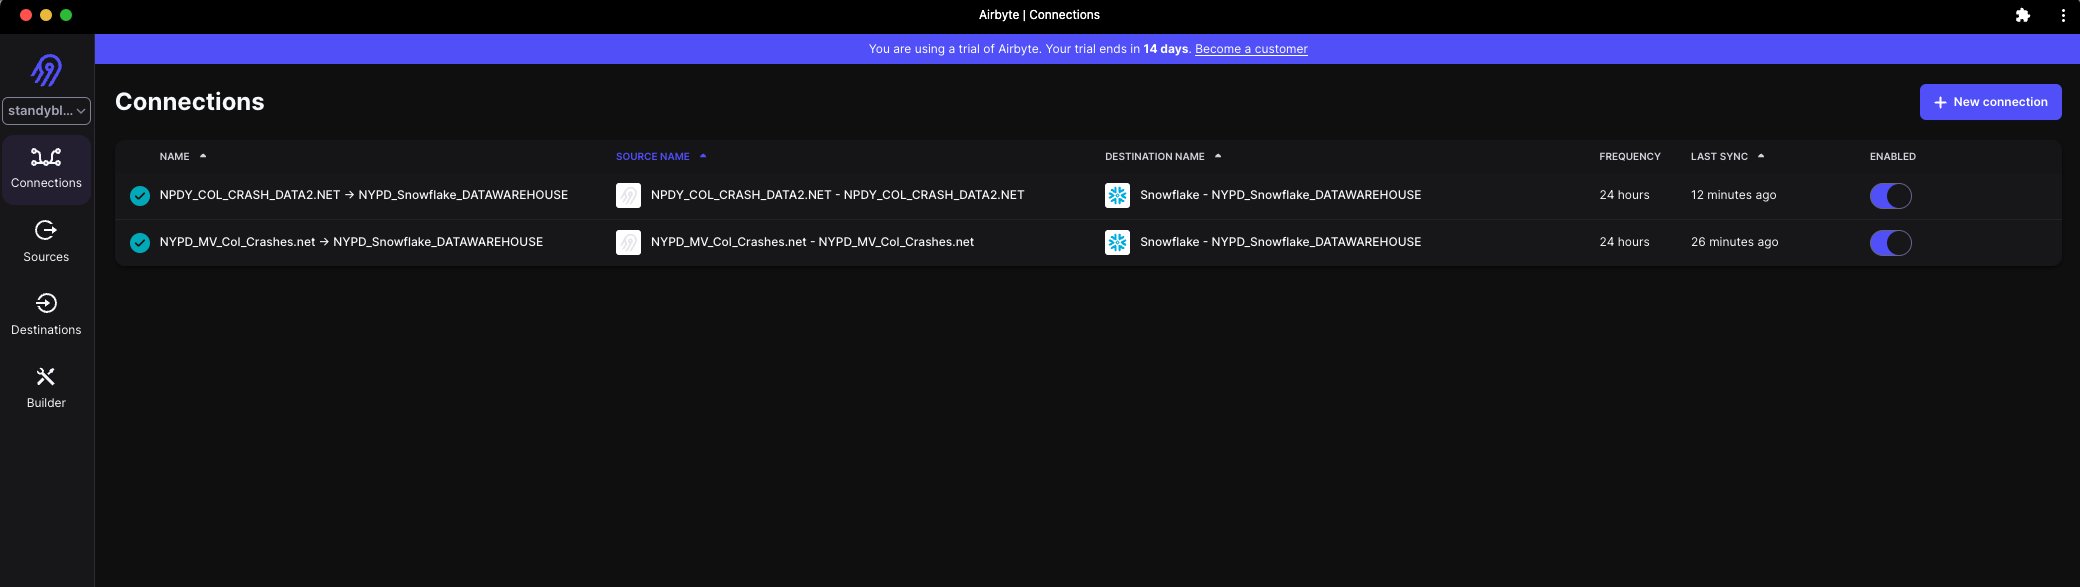 Airbyte | Connections
You are using a trial of Airbyte. Your trial ends in 14 days. Become a customer
standybl...
Connections
Sources
Destinations
Builder
Connections
+ New connection
NAME SOURCE NAME DESTINATION NAME FREQUENCY LAST SYNC ENABLED
NPDY_COL_CRASH_DATA2.NET → NYPD_Snowflake_DATAWAREHOUSE NPDY_COL_CRASH_DATA2.NET - NPDY_COL_CRASH_DATA2.NET Snowflake - NYPD_Snowflake_DATAWAREHOUSE 24 hours 12 minutes ago
NYPD_MV_Col_Crashes.net → NYPD_Snowflake_DATAWAREHOUSE NYPD_MV_Col_Crashes.net - NYPD_MV_Col_Crashes.net Snowflake - NYPD_Snowflake_DATAWAREHOUSE 24 hours 26 minutes ago